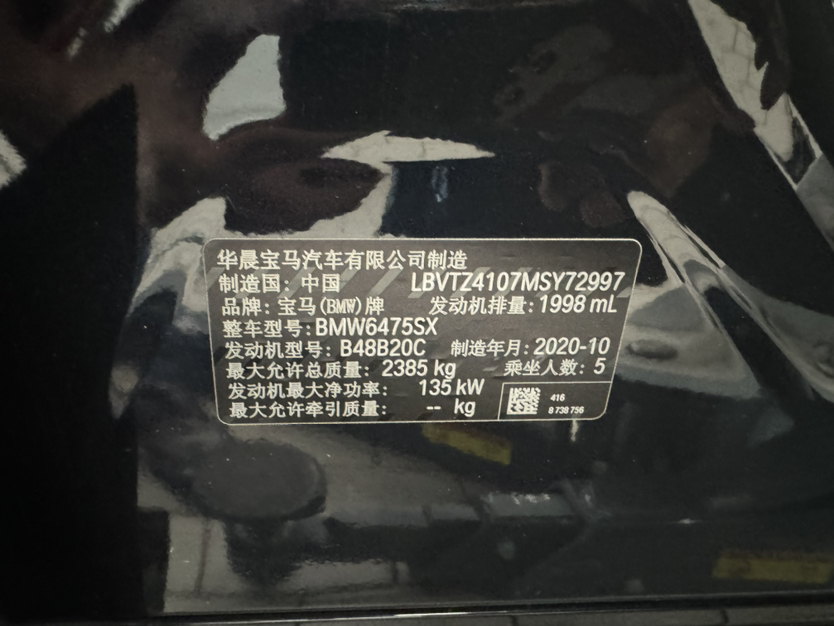 华晨宝马汽车有限公司制造
制造国: 中国 LBVTZ4107MSY72997
品牌: 宝马(BMW)牌 发动机排量: 1998 mL
整车型号: BMW6475SX
发动机型号: B48B20C 制造年月: 2020-10
最大允许总质量: 2385 kg 乘坐人数: 5
发动机最大净功率: 135 kW
最大允许牵引质量: -- kg
416
8 738 756